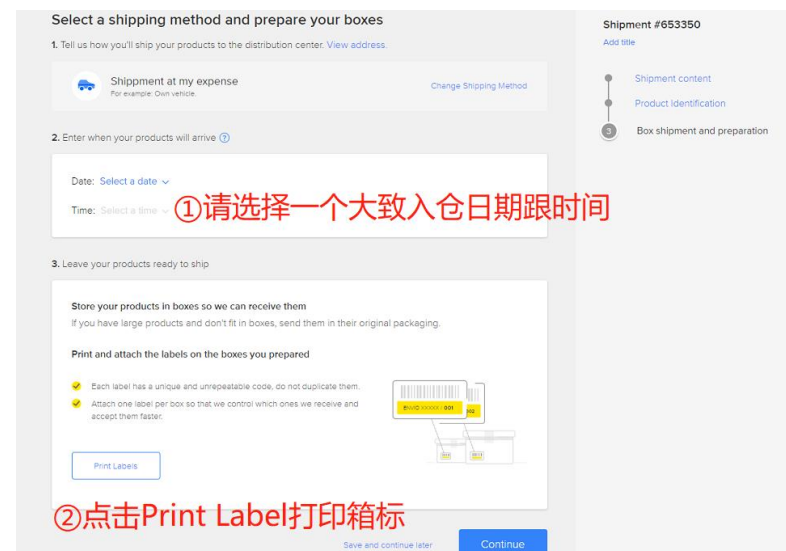 Select a shipping method and prepare your boxes
1. Tell us how you'll ship your products to the distribution center. View address.
Shippment at my expense
For example: Own vehicle.
Change Shipping Method
2. Enter when your products will arrive ?
Date: Select a date
Time: Select a time
①请选择一个大致入仓日期跟时间
3. Leave your products ready to ship
Store your products in boxes so we can receive them
If you have large products and don't fit in boxes, send them in their original packaging.
Print and attach the labels on the boxes you prepared
Each label has a unique and unrepeatable code, do not duplicate them.
Attach one label per box so that we control which ones we receive and
accept them faster.
Print Labels
②点击Print Label打印箱标
Save and continue later
Continue
Shipment #653350
Add title
Shipment content
Product Identification
3 Box shipment and preparation